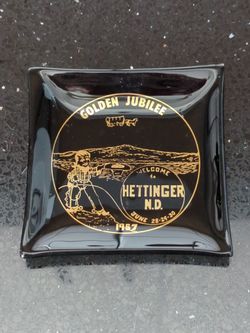 GOLDEN JUBILEE
WELCOME
to
HETTINGER
N.D.
JUNE 28-29-30
1957